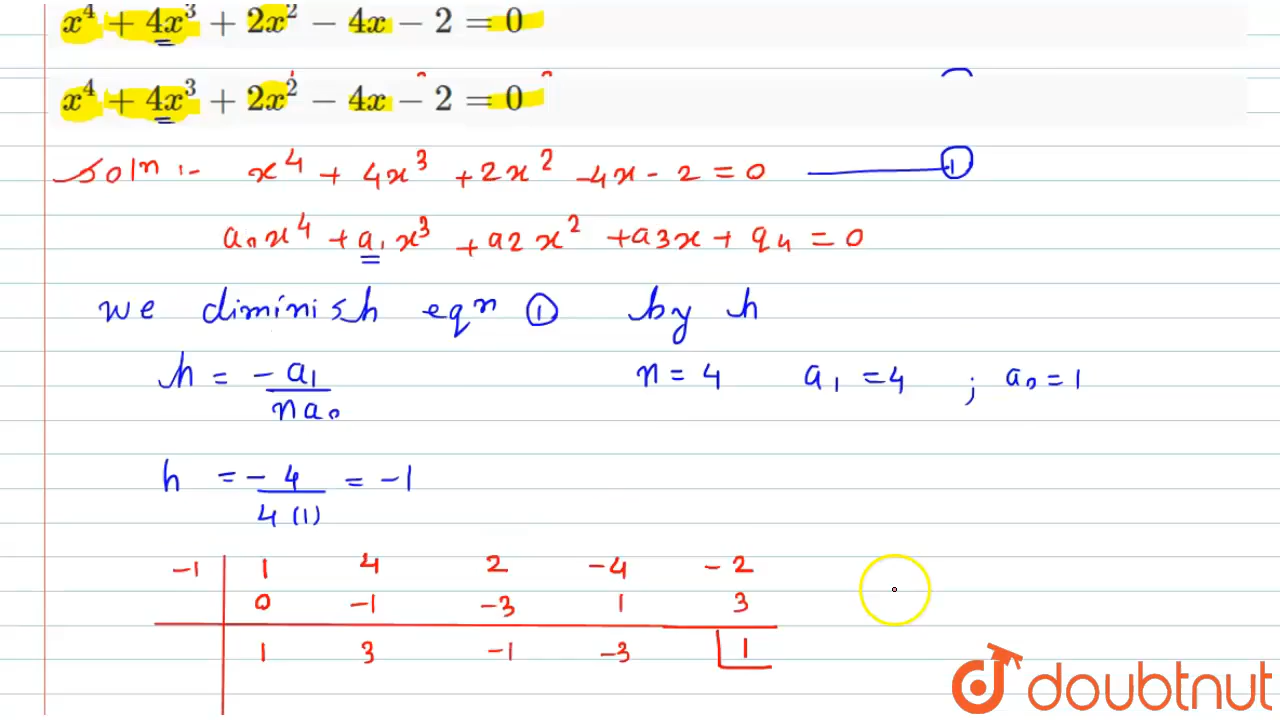 x⁴ + 4x³ + 2x² − 4x − 2 = 0
x⁴ + 4x³ + 2x² − 4x − 2 = 0
Soln :- x⁴ + 4x³ + 2x² - 4x - 2 = 0 ——— ①
a₀x⁴ + a₁x³ + a2x² + a3x + a4 = 0
we diminish eqn ① by h
h = -a₁/na₀ n = 4 a₁ = 4 ; a₀ = 1
h = -4/4(1) = -1
-1 | 1 4 2 -4 -2
0 -1 -3 1 3
1 3 -1 -3 1
doubtnut